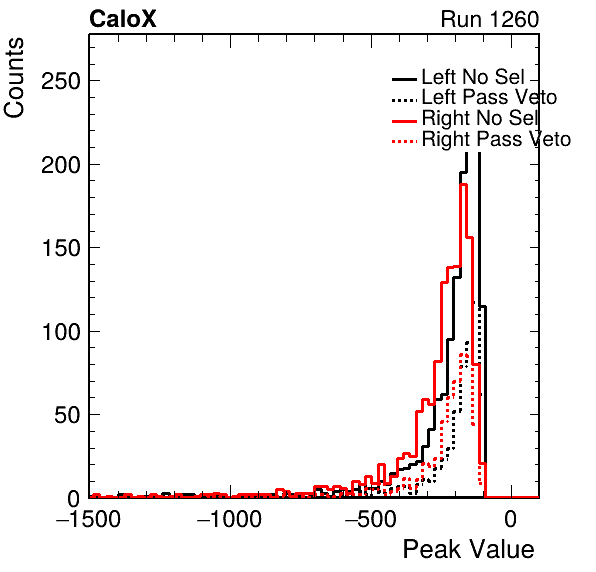 CaloX Run 1260
Counts
250
200
150
100
50
0
Left No Sel
Left Pass Veto
Right No Sel
Right Pass Veto
−1500 −1000 −500 0
Peak Value